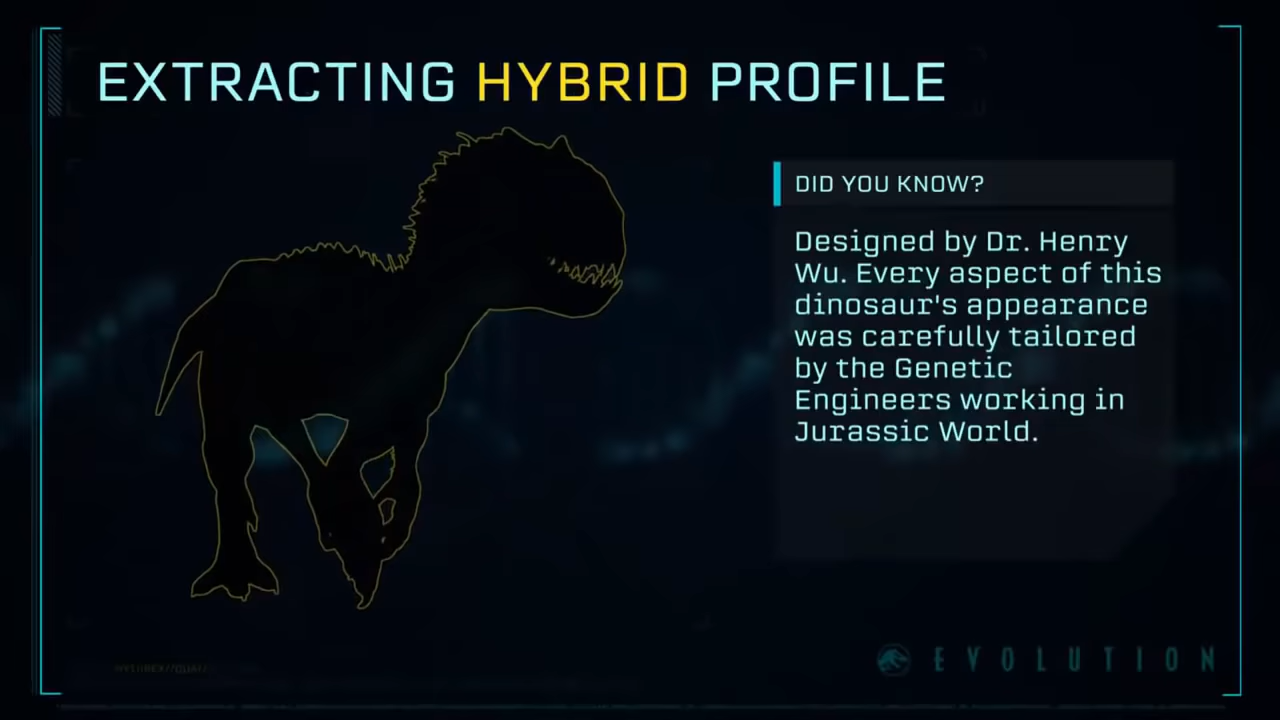 EXTRACTING HYBRID PROFILE
DID YOU KNOW?
Designed by Dr. Henry
Wu. Every aspect of this
dinosaur's appearance
was carefully tailored
by the Genetic
Engineers working in
Jurassic World.
EVOLUTION